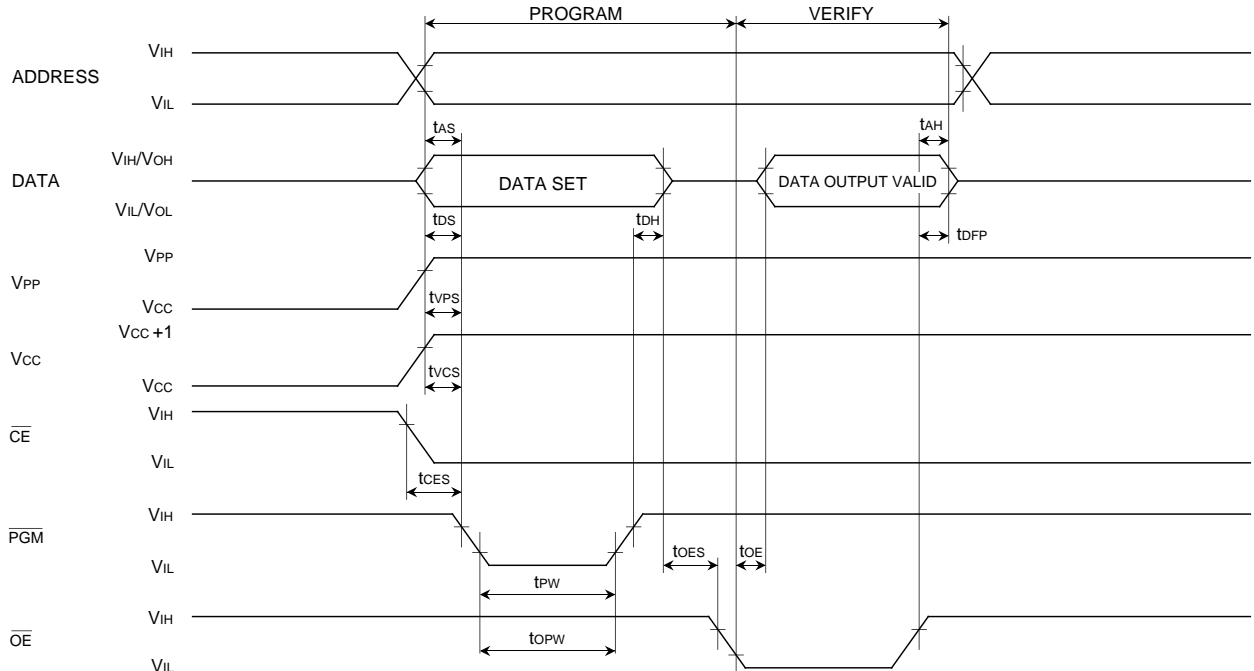 PROGRAM VERIFY
VIH
ADDRESS
VIL
tAS tAH
VIH/VOH
DATA DATA SET DATA OUTPUT VALID
VIL/VOL
tDS tDH tDFP
VPP
VPP
tVPS
VCC
VCC +1
VCC
tVCS
VCC
VIH
CE
VIL
tCES
VIH
PGM
VIL
tOES tOE
tPW
VIH
OE
tOPW
VIL